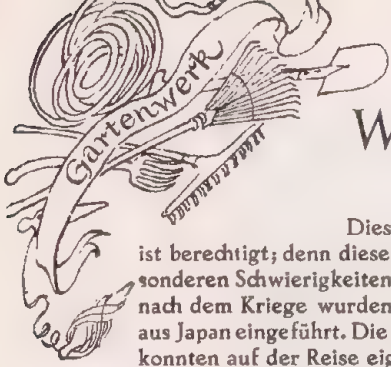 Gartenwerk
W
Dies
ist berechtigt; denn diese
sonderen Schwierigkeiten
nach dem Kriege wurden
aus Japan eingeführt. Die
konnten auf der Reise eig